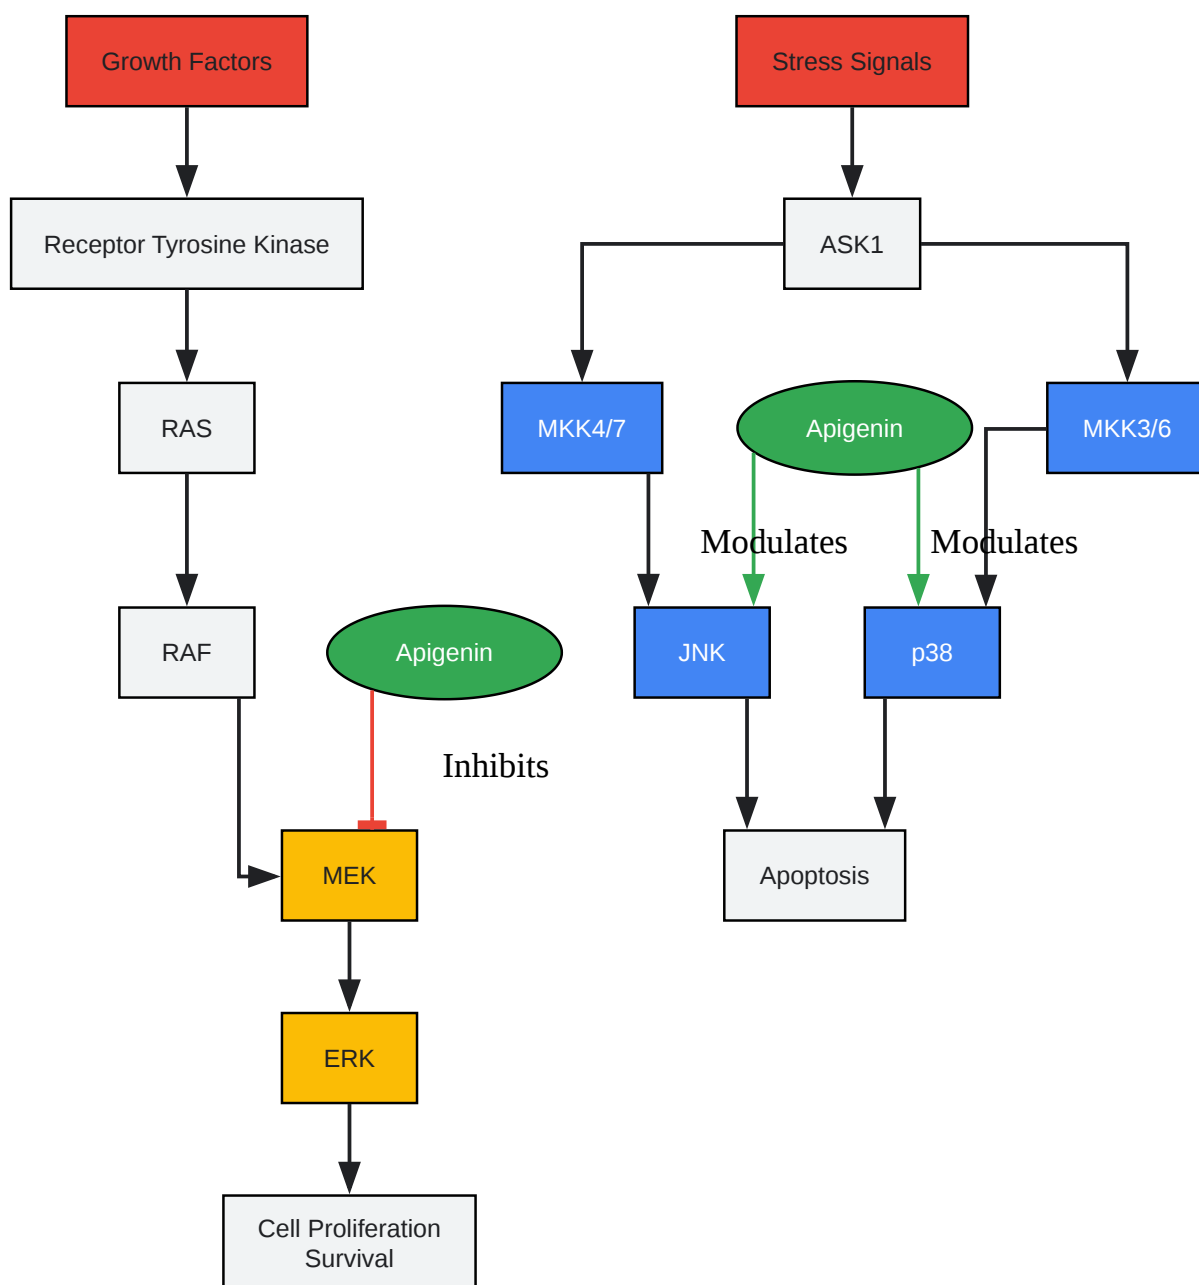 Growth Factors
Stress Signals
Receptor Tyrosine Kinase
ASK1
RAS
MKK4/7
Apigenin
MKK3/6
Modulates
Modulates
RAF
Apigenin
JNK
p38
Inhibits
MEK
Apoptosis
ERK
Cell Proliferation
Survival